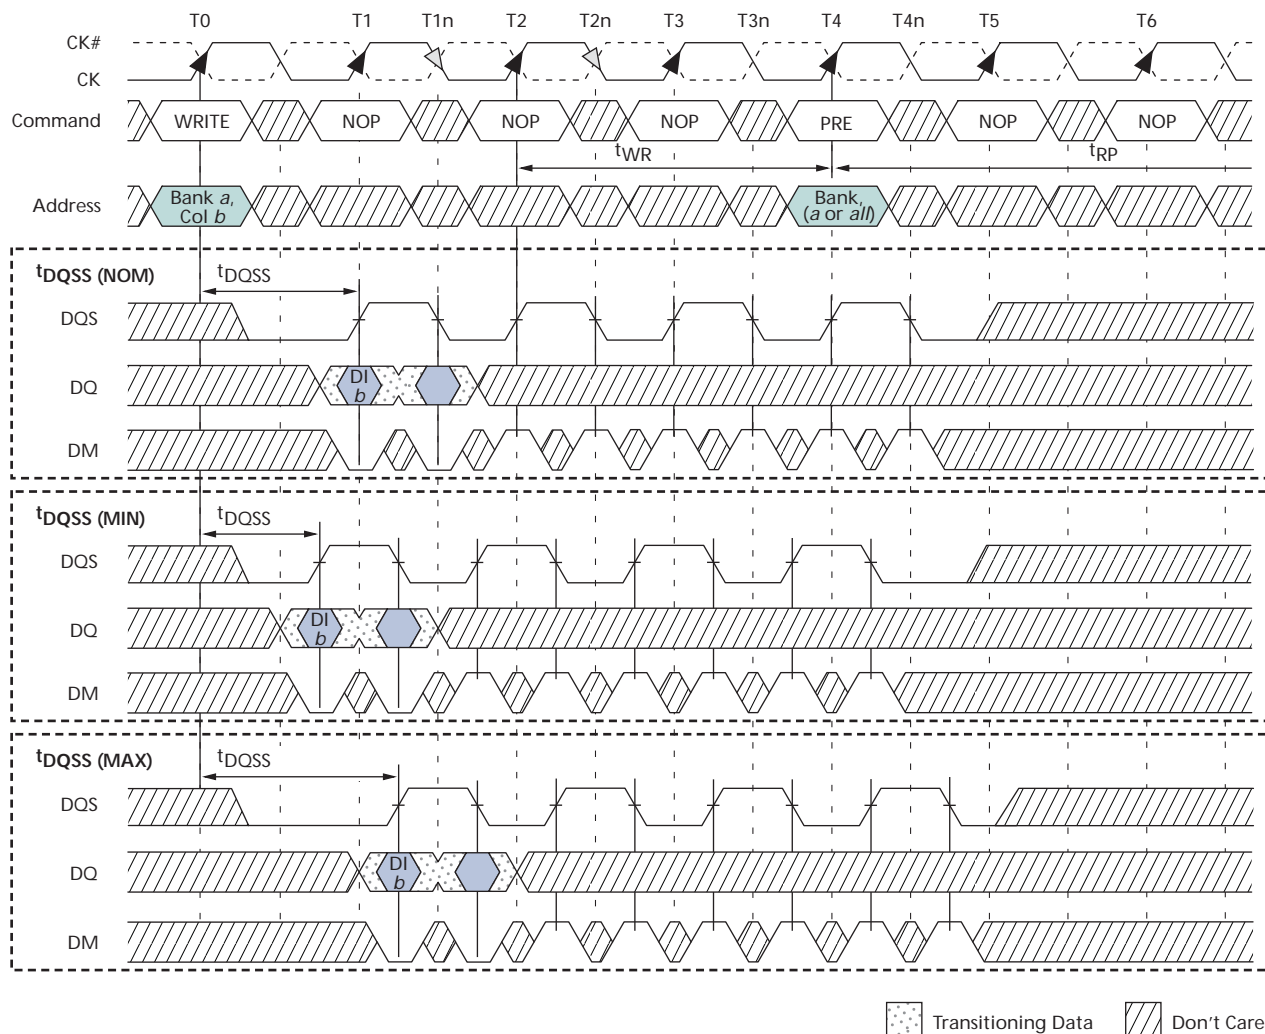 T0 T1 T1n T2 T2n T3 T3n T4 T4n T5 T6
CK#
CK
Command WRITE NOP NOP NOP PRE NOP NOP
tWR tRP
Address Bank a, Col b Bank, (a or all)
tDQSS (NOM) tDQSS
DQS
DQ DI b
DM
tDQSS (MIN) tDQSS
DQS
DQ DI b
DM
tDQSS (MAX) tDQSS
DQS
DQ DI b
DM
Transitioning Data Don't Care